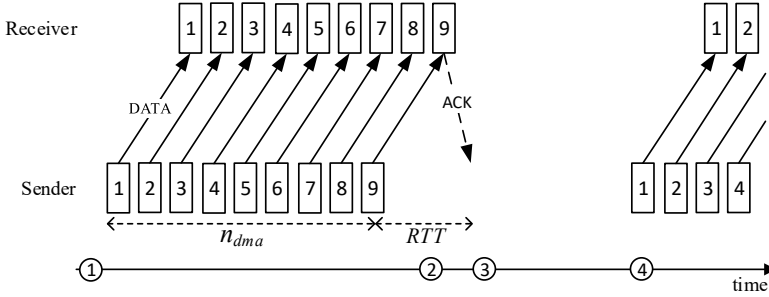 Receiver 1 2 3 4 5 6 7 8 9 1 2
DATA ACK
Sender 1 2 3 4 5 6 7 8 9 1 2 3 4
n_dma RTT
1 2 3 4
time